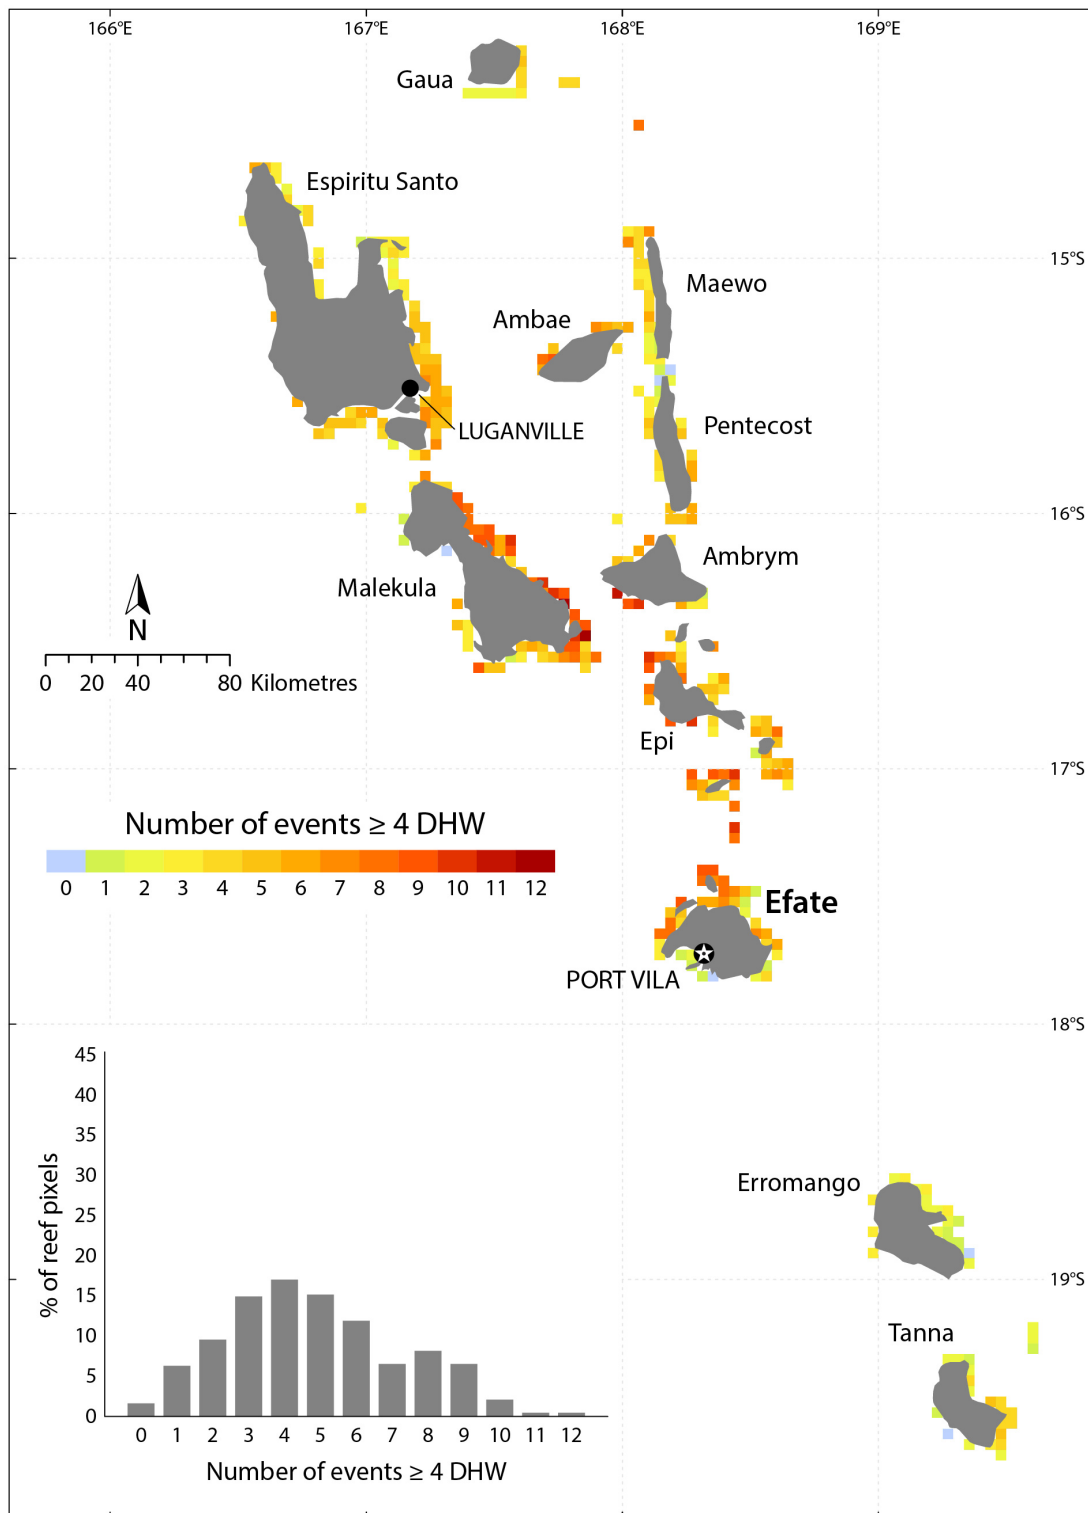 166°E 167°E 168°E 169°E
Gaua
Espiritu Santo
15°S
Maewo
Ambae
Pentecost
LUGANVILLE
16°S
Ambrym
Malekula
N
0 20 40 80 Kilometres
Epi
17°S
Number of events ≥ 4 DHW
0 1 2 3 4 5 6 7 8 9 10 11 12
Efate
PORT VILA
18°S
45
40
35
30
25
20
15
10
5
0
% of reef pixels
0 1 2 3 4 5 6 7 8 9 10 11 12
Number of events ≥ 4 DHW
Erromango
19°S
Tanna